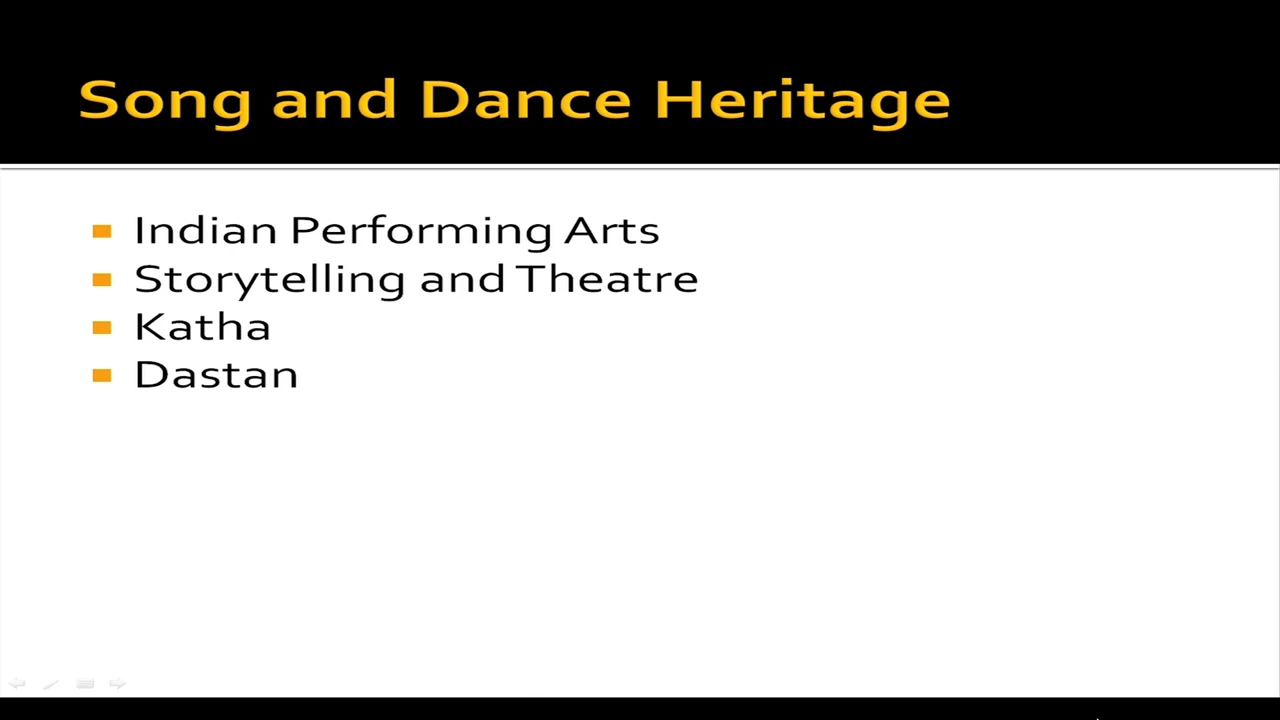 Song and Dance Heritage
Indian Performing Arts
Storytelling and Theatre
Katha
Dastan